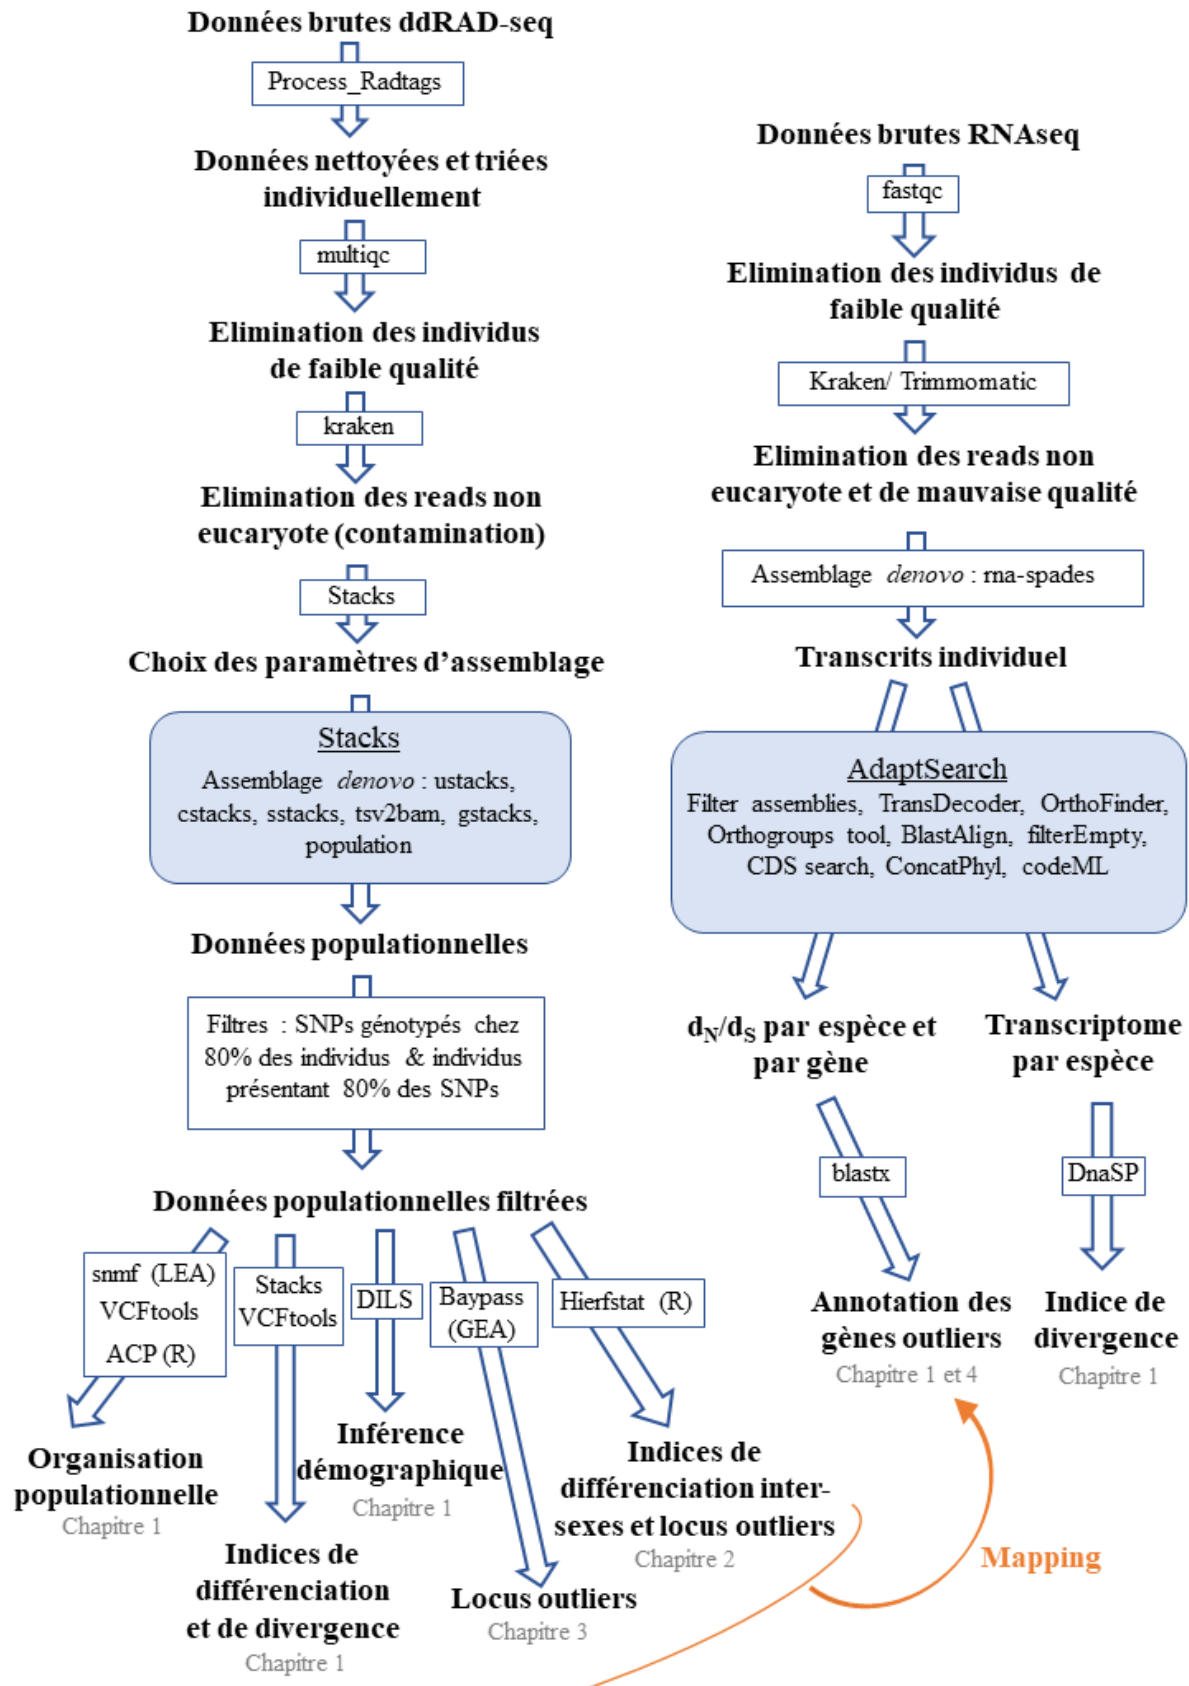 Données brutes ddRAD-seq
Process_Radtags
Données nettoyées et triées
individuellement
multiqc
Elimination des individus
de faible qualité
kraken
Elimination des reads non
eucaryote (contamination)
Stacks
Choix des paramètres d'assemblage
Stacks
Assemblage denovo : ustacks,
cstacks, sstacks, tsv2bam, gstacks,
population
Données populationnelles
Filtres : SNPs génotypés chez
80% des individus & individus
présentant 80% des SNPs
Données populationnelles filtrées
snmf (LEA)
VCFtools
ACP (R)
Stacks
VCFtools
DILS
Baypass
(GEA)
Hierfstat (R)
Organisation
populationnelle
Chapitre 1
Indices de
différenciation
et de divergence
Chapitre 1
Inférence
démographique
Chapitre 1
Locus outliers
Chapitre 3
Indices de
différenciation inter-
sexes et locus outliers
Chapitre 2
Données brutes RNAseq
fastqc
Elimination des individus de
faible qualité
Kraken/ Trimmomatic
Elimination des reads non
eucaryote et de mauvaise qualité
Assemblage denovo : rna-spades
Transcrits individuel
AdaptSearch
Filter assemblies, TransDecoder, OrthoFinder,
Orthogroups tool, BlastAlign, filterEmpty,
CDS search, ConcatPhyl, codeML
dN/dS par espèce et
par gène
Transcriptome
par espèce
blastx
DnaSP
Annotation des
gènes outliers
Chapitre 1 et 4
Indice de
divergence
Chapitre 1
Mapping